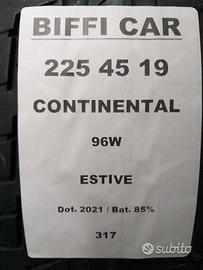 BIFFI CAR
225 45 19
CONTINENTAL
96W
ESTIVE
Dot. 2021 / Bat. 85%
317
subito